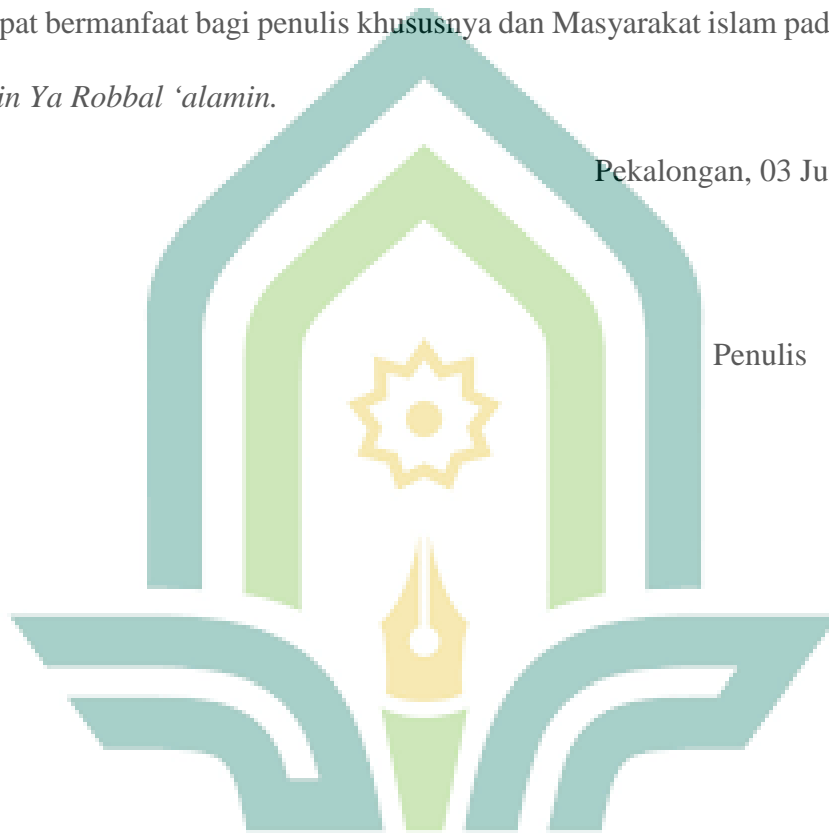 pat bermanfaat bagi penulis khususnya dan Masyarakat islam pad
in Ya Robbal ‘alamin.
Pekalongan, 03 Ju
Penulis